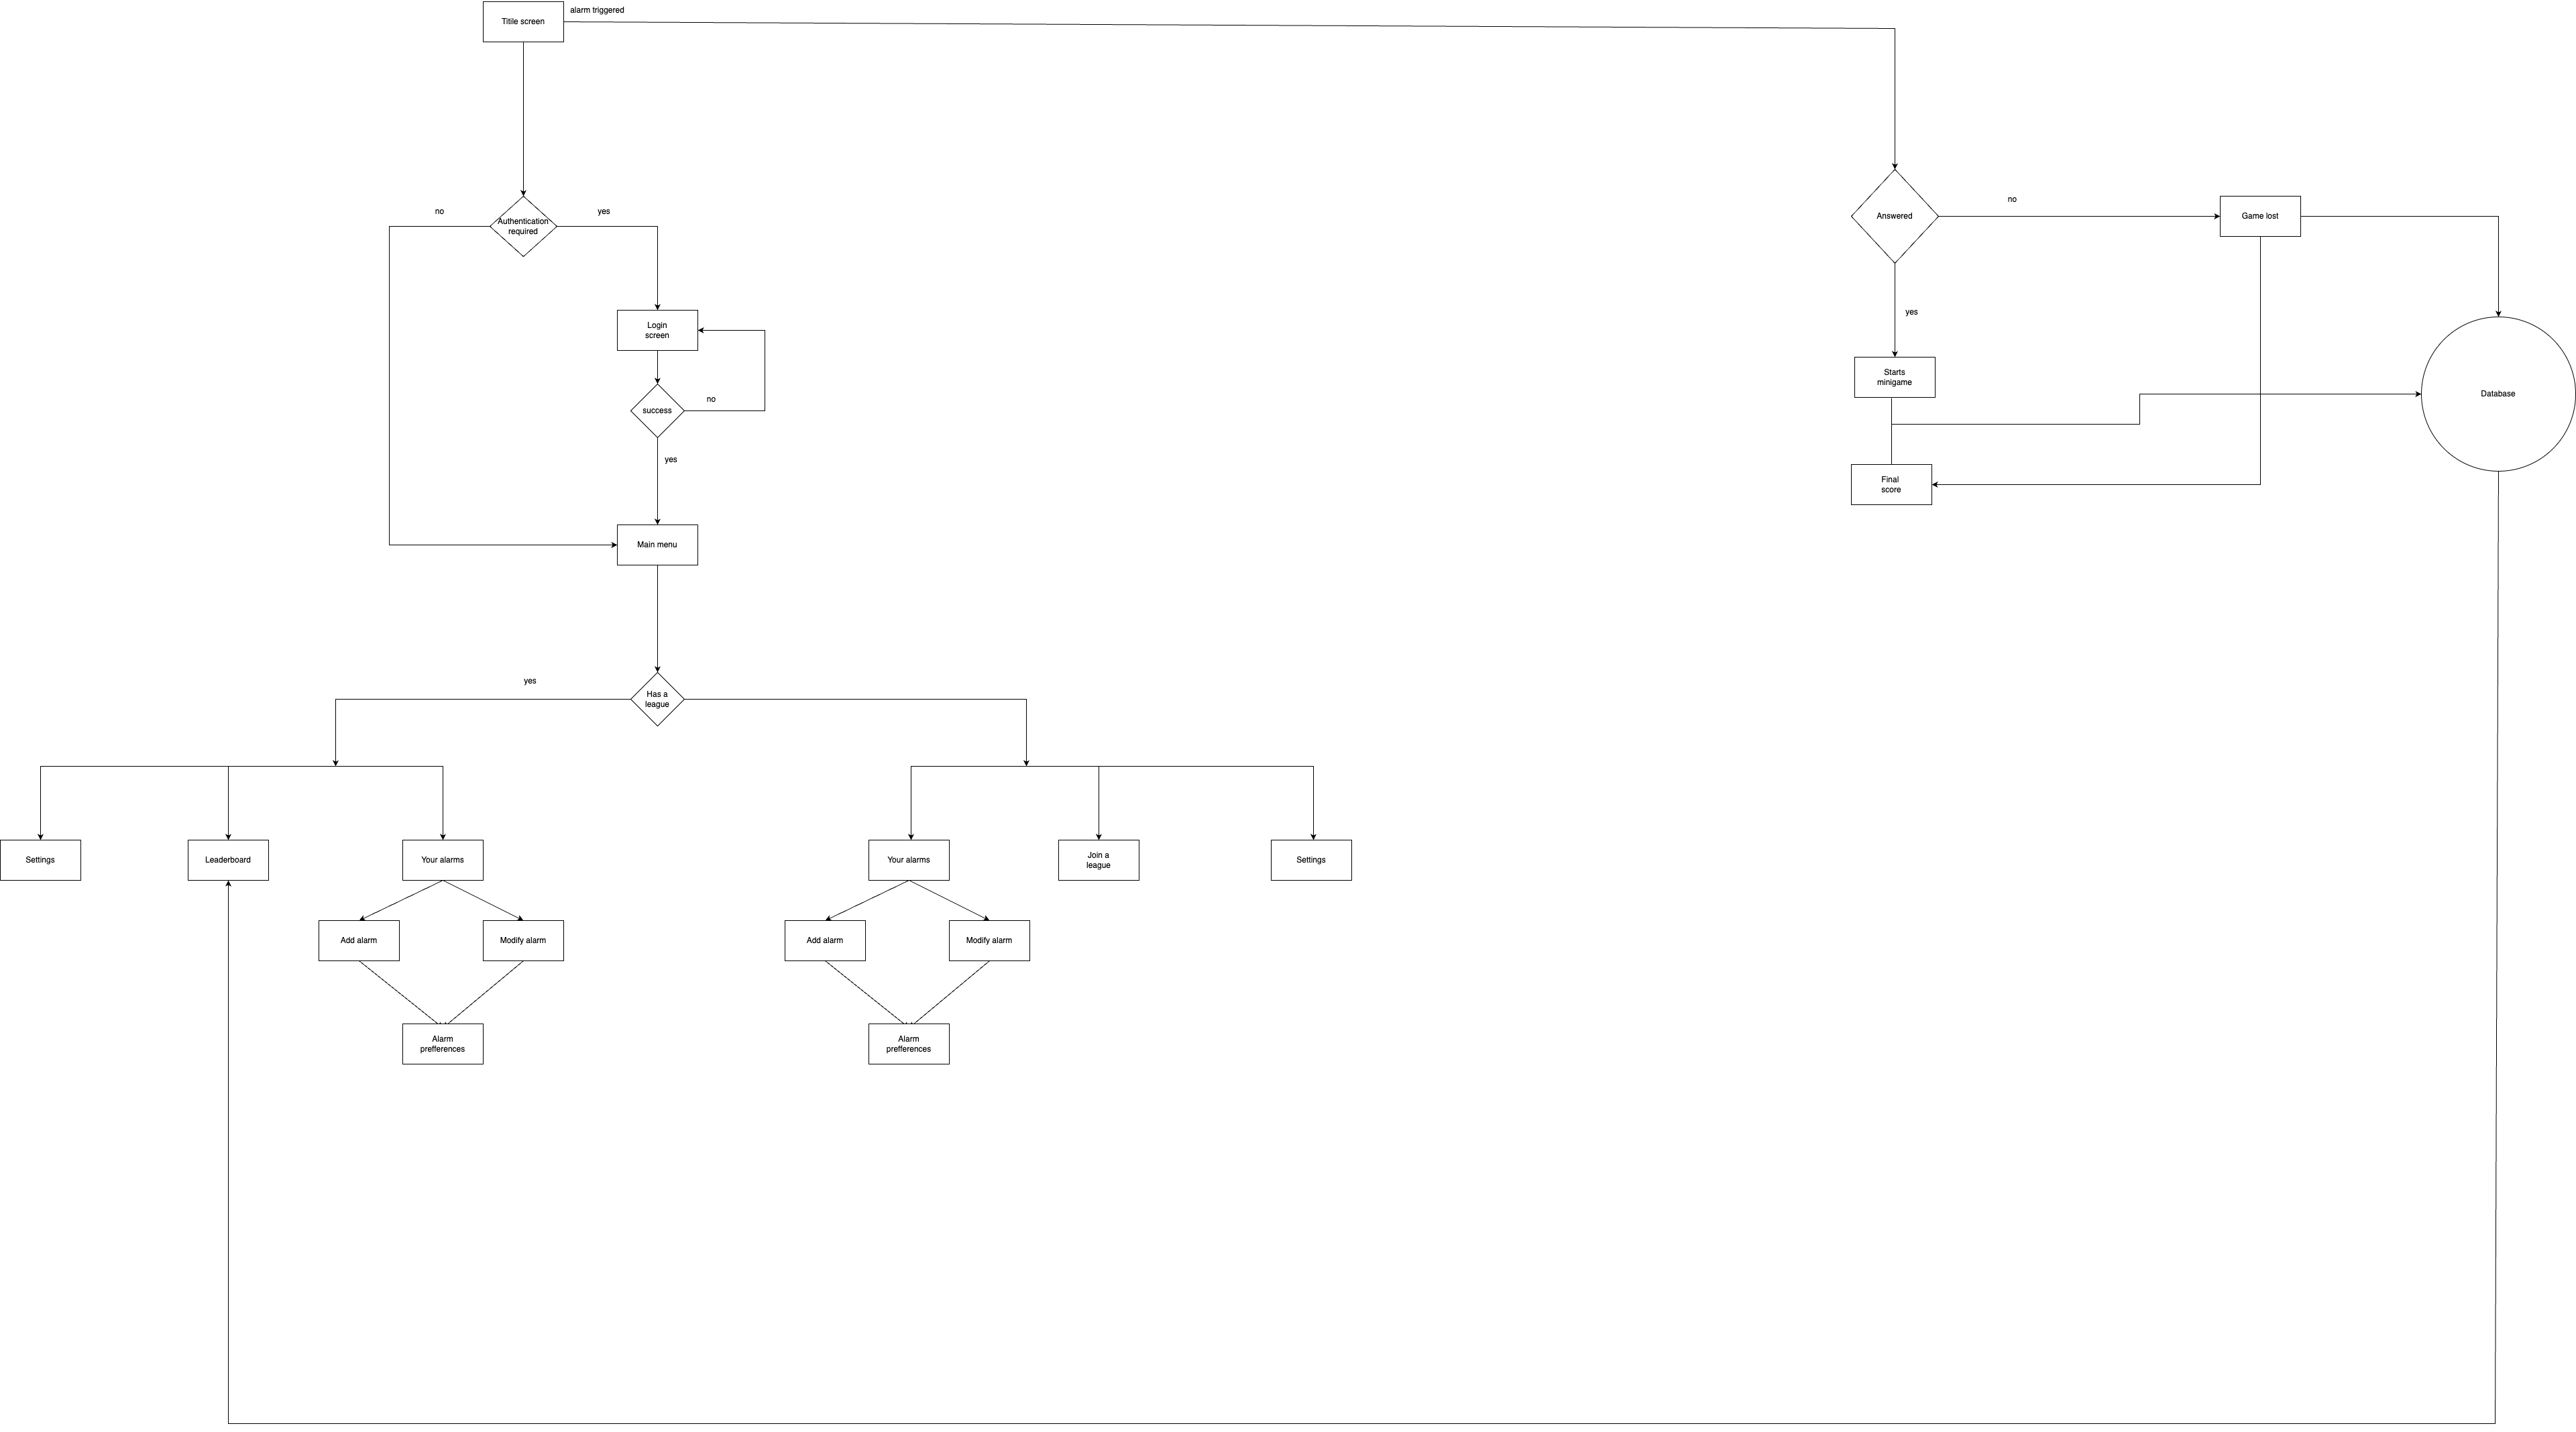 Titile screen
alarm triggered
Authentication
required
no
yes
Answered
no
Game lost
yes
Login
screen
success
no
yes
Starts
minigame
Database
Final
score
Main menu
Has a
league
yes
Settings
Leaderboard
Your alarms
Your alarms
Join a
league
Settings
Add alarm
Modify alarm
Add alarm
Modify alarm
Alarm
prefferences
Alarm
prefferences